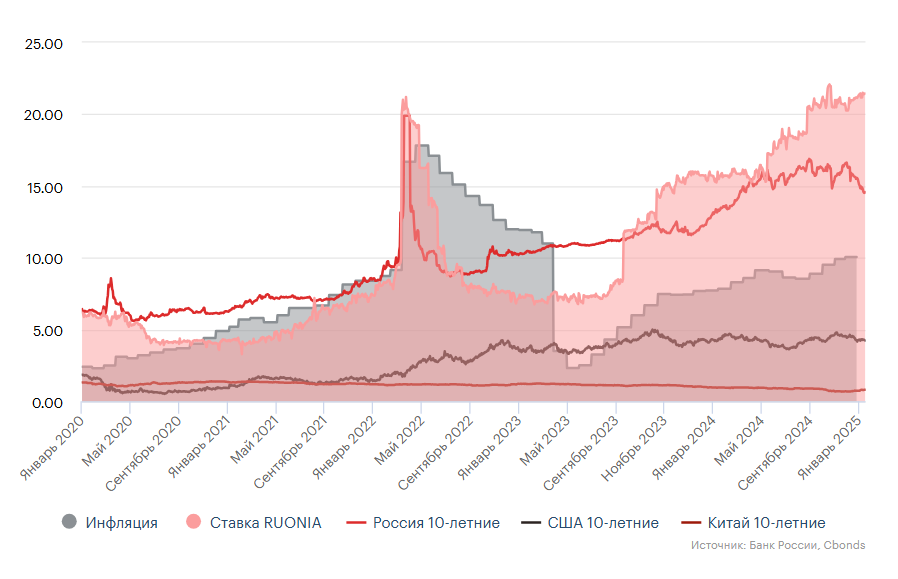 25.00
20.00
15.00
10.00
5.00
0.00
Январь 2020
Май 2020
Сентябрь 2020
Январь 2021
Май 2021
Сентябрь 2021
Январь 2022
Май 2022
Сентябрь 2022
Январь 2023
Май 2023
Сентябрь 2023
Ноябрь 2023
Январь 2024
Май 2024
Сентябрь 2024
Январь 2025
Инфляция Ставка RUONIA Россия 10-летние США 10-летние Китай 10-летние
Источник: Банк России, Cbonds